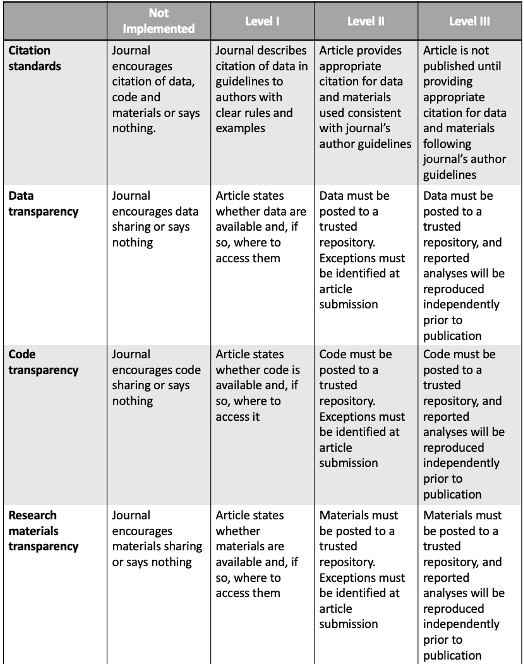 Not
Implemented
Level I
Level II
Level III
Citation
standards
Journal
encourages
citation of data,
code and
materials or says
nothing.
Journal describes
citation of data in
guidelines to
authors with
clear rules and
examples
Article provides
appropriate
citation for data
and materials
used consistent
with journal's
author guidelines
Article is not
published until
providing
appropriate
citation for data
and materials
following
journal's author
guidelines
Data
transparency
Journal
encourages data
sharing or says
nothing
Article states
whether data are
available and, if
so, where to
access them
Data must be
posted to a
trusted
repository.
Exceptions must
be identified at
article
submission
Data must be
posted to a
trusted
repository, and
reported
analyses will be
reproduced
independently
prior to
publication
Code
transparency
Journal
encourages code
sharing or says
nothing
Article states
whether code is
available and, if
so, where to
access it
Code must be
posted to a
trusted
repository.
Exceptions must
be identified at
article
submission
Code must be
posted to a
trusted
repository, and
reported
analyses will be
reproduced
independently
prior to
publication
Research
materials
transparency
Journal
encourages
materials sharing
or says nothing
Article states
whether
materials are
available and, if
so, where to
access them
Materials must
be posted to a
trusted
repository.
Exceptions must
be identified at
article
submission
Materials must
be posted to a
trusted
repository, and
reported
analyses will be
reproduced
independently
prior to
publication